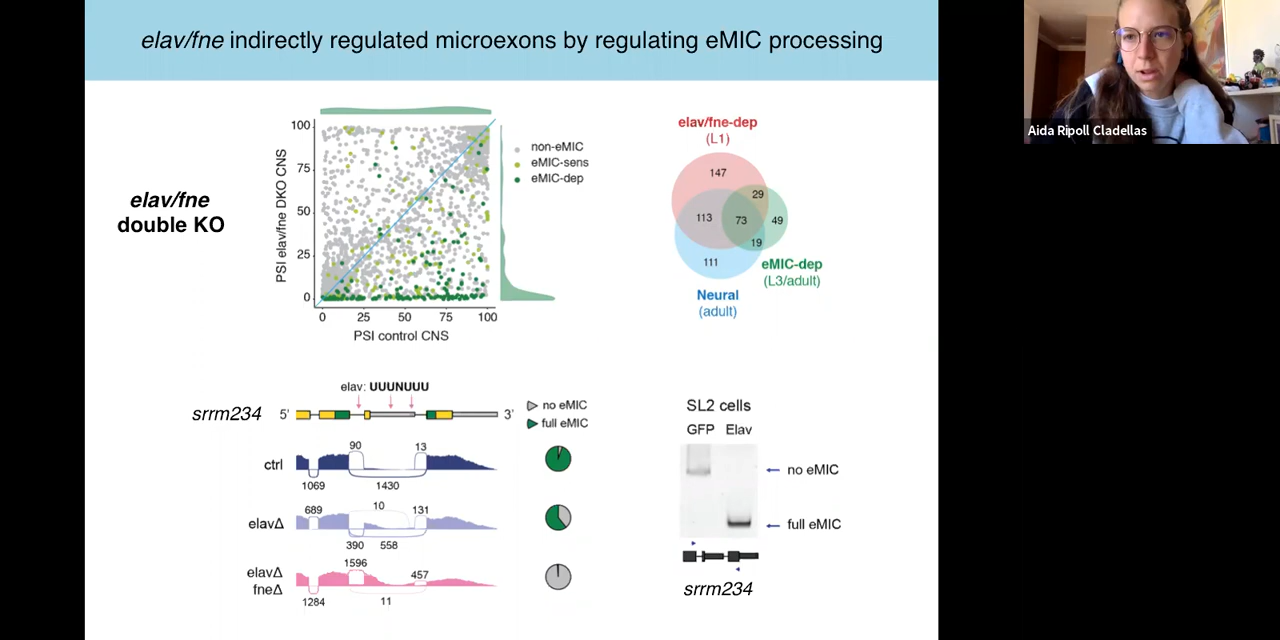 elav/fne indirectly regulated microexons by regulating eMIC processing
Aida Ripoll Cladellas
elav/fne
double KO
PSI elav/fne DKO CNS
100
75
50
25
0
0 25 50 75 100
PSI control CNS
non-eMIC
eMIC-sens
eMIC-dep
elav/fne-dep
(L1)
147
29
113
73
49
19
111
eMIC-dep
(L3/adult)
Neural
(adult)
elav: UUUNUUU
srrm234 5' 3'
no eMIC
full eMIC
ctrl
90
13
1069
1430
elavΔ
689
10
131
390
558
elavΔ
fneΔ
1596
457
1284
11
SL2 cells
GFP Elav
no eMIC
full eMIC
srrm234